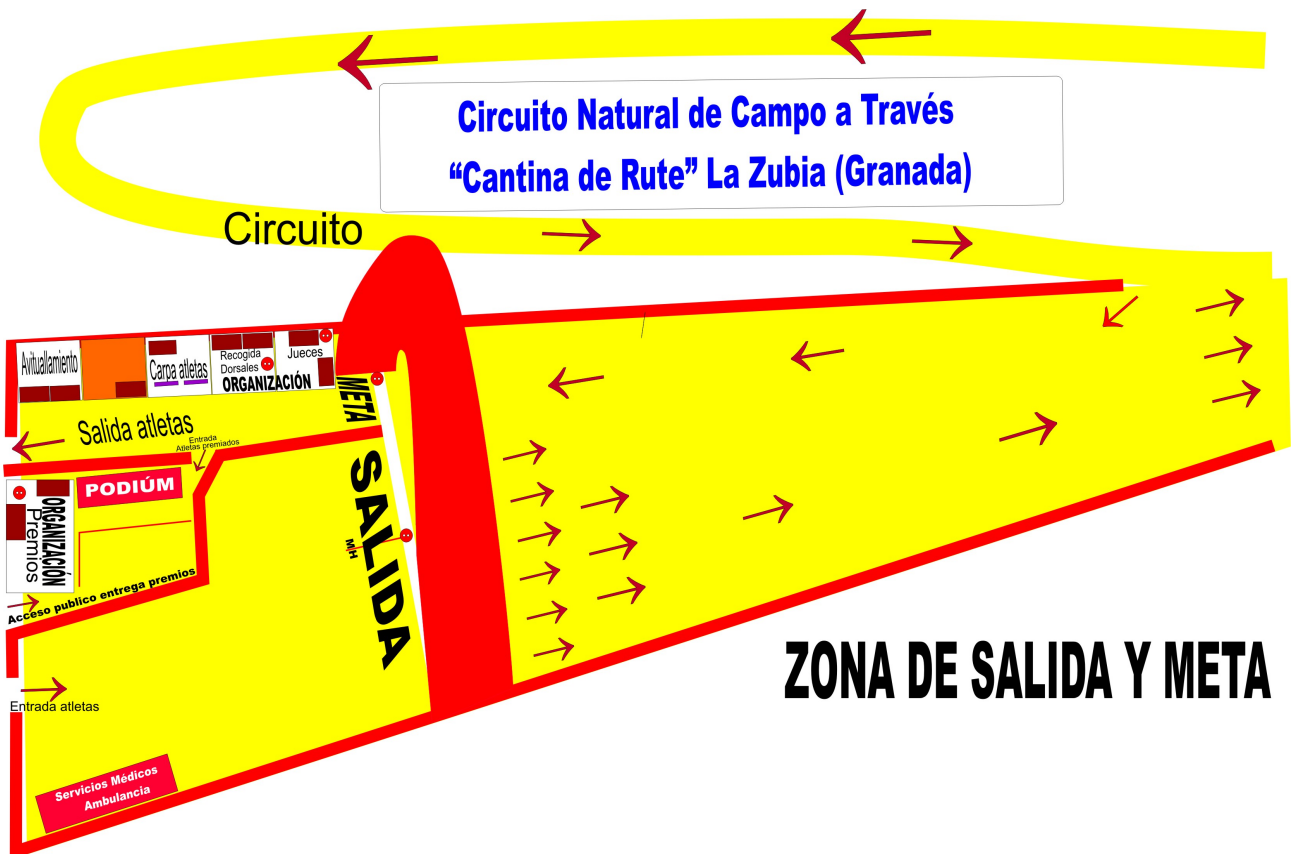 Circuito Natural de Campo a Través
“Cantina de Rute” La Zubia (Granada)
Circuito
Avituallamiento
Carpa atletas
Recogida
Dorsales
Jueces
ORGANIZACIÓN
META
Salida atletas
Entrada
Atletas premiados
PODIÚM
ORGANIZACIÓN
Premios
SALIDA
MH
Acceso publico entrega premios
Entrada atletas
Servicios Médicos
Ambulancia
ZONA DE SALIDA Y META